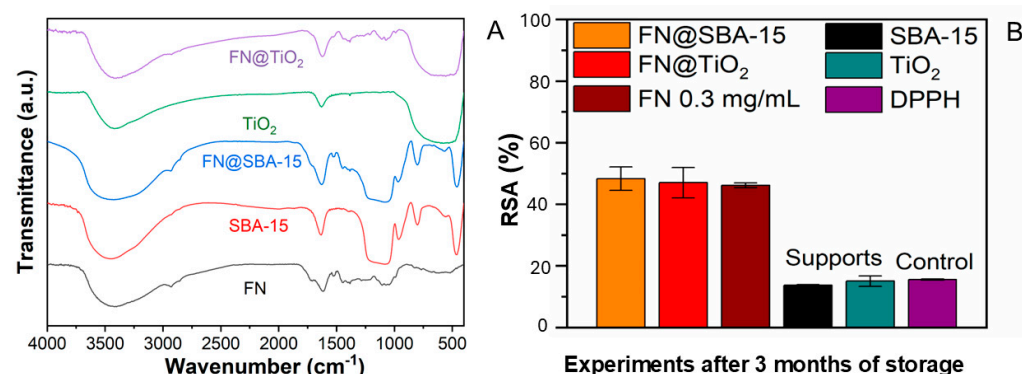 A
Transmittance (a.u.)
FN@TiO₂
TiO₂
FN@SBA-15
SBA-15
FN
4000 3500 3000 2500 2000 1500 1000 500
Wavenumber (cm⁻¹)
B
RSA (%)
100
80
60
40
20
0
FN@SBA-15
FN@TiO₂
FN 0.3 mg/mL
SBA-15
TiO₂
DPPH
Supports
Control
Experiments after 3 months of storage